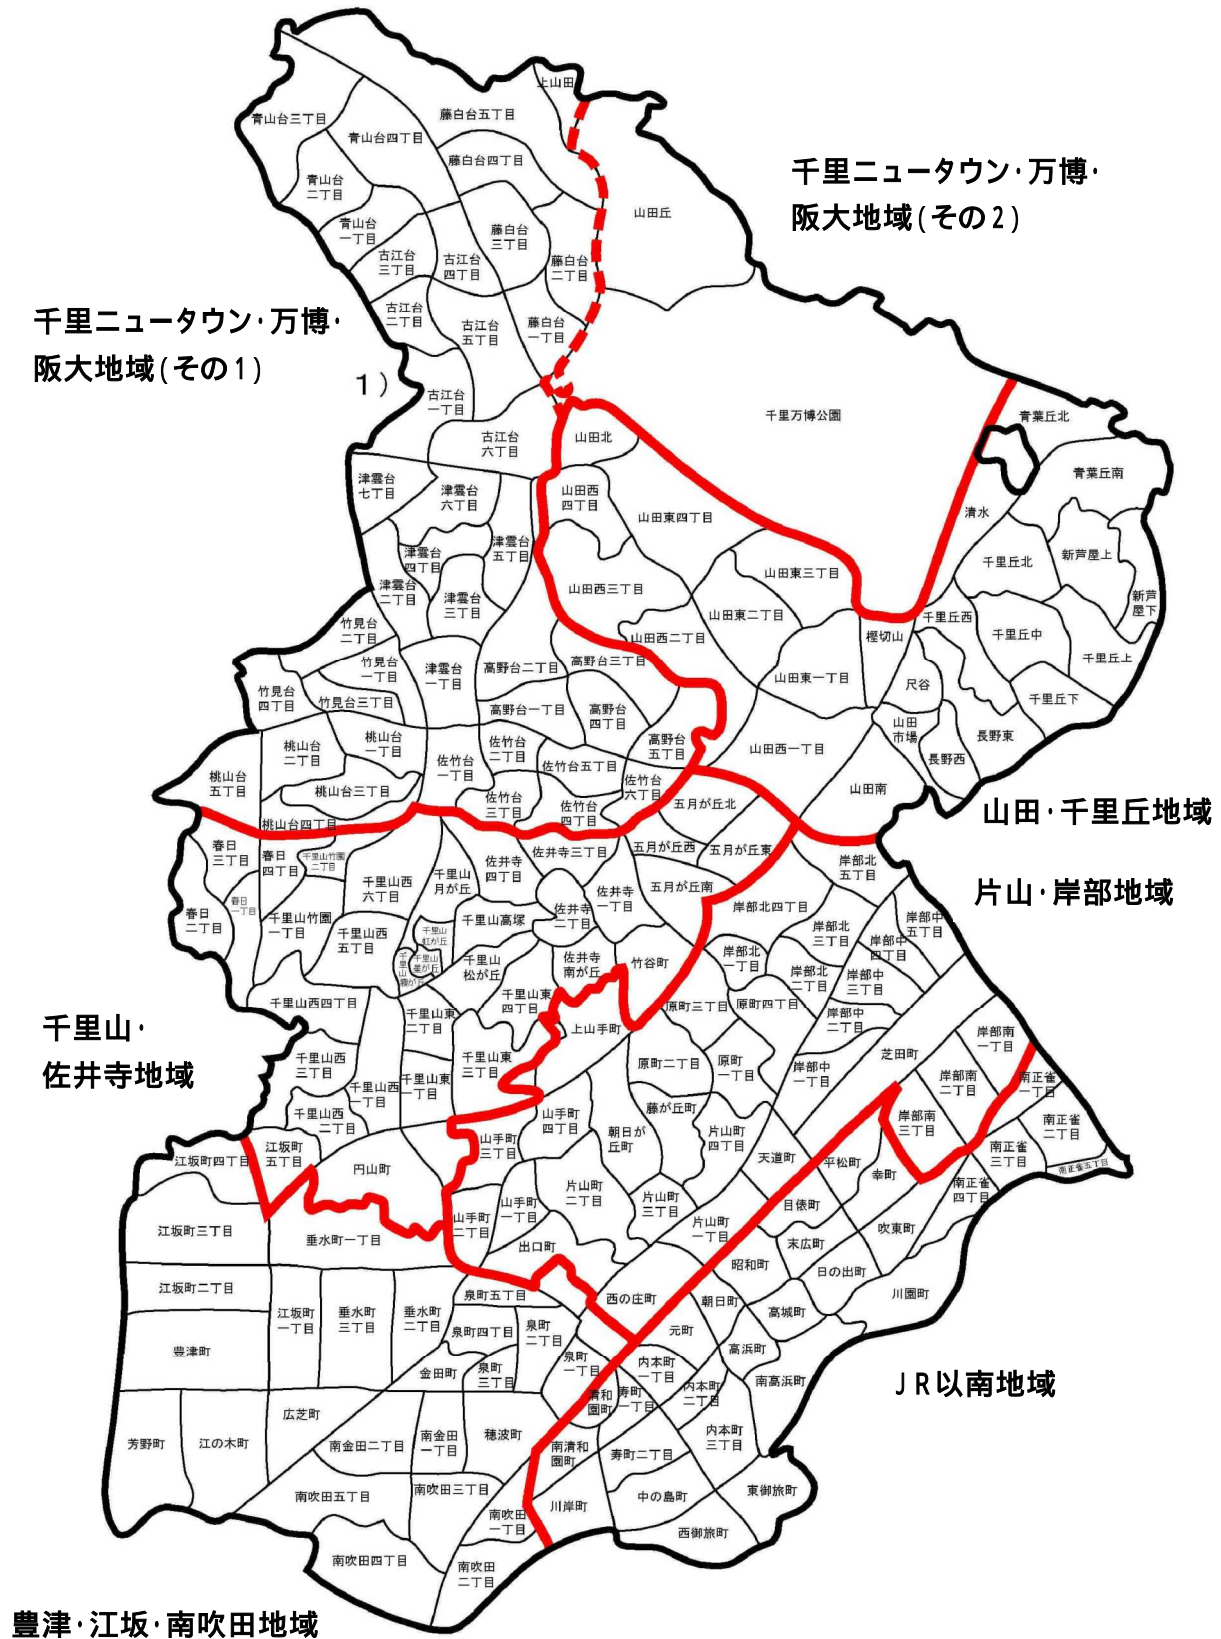 上山田
青山台三丁目
藤白台五丁目
青山台四丁目
藤白台四丁目
千里ニュータウン・万博・
阪大地域(その2)
青山台
二丁目
山田丘
青山台
一丁目
藤白台
三丁目
古江台
三丁目
古江台
四丁目
藤白台
二丁目
千里ニュータウン・万博・
阪大地域(その1)
古江台
二丁目
古江台
五丁目
藤白台
一丁目
1)
古江台
一丁目
千里万博公園
青葉丘北
古江台
六丁目
山田北
津雲台
七丁目
津雲台
六丁目
山田西
四丁目
青葉丘南
山田東四丁目
清水
津雲台
五丁目
津雲台
四丁目
千里丘北
新芦屋上
津雲台
二丁目
津雲台
三丁目
山田西三丁目
山田東三丁目
新芦
屋下
山田東二丁目
千里丘西
竹見台
二丁目
山田西二丁目
樫切山
千里丘中
竹見台
一丁目
津雲台
一丁目
高野台二丁目
高野台三丁目
千里丘上
竹見台
四丁目
竹見台三丁目
山田東一丁目
尺谷
千里丘下
高野台一丁目
高野台
四丁目
山田
市場
長野東
桃山台
二丁目
桃山台
一丁目
佐竹台
二丁目
高野台
五丁目
山田西一丁目
長野西
桃山台
五丁目
佐竹台
一丁目
佐竹台五丁目
桃山台三丁目
佐竹台
六丁目
山田南
佐竹台
三丁目
佐竹台
四丁目
五月が丘北
山田・千里丘地域
桃山台四丁目
春日
三丁目
春日
四丁目
千里山竹園
二丁目
佐井寺三丁目
五月が丘西
五月が丘東
岸部北
五丁目
片山・岸部地域
千里山西
六丁目
千里山
月が丘
佐井寺
四丁目
五月が丘南
春日
一丁目
春日
二丁目
千里山竹園
一丁目
千里山高塚
佐井寺
二丁目
佐井寺
一丁目
岸部北四丁目
千里山西
五丁目
千里山
虹が丘
岸部北
三丁目
岸部中
五丁目
岸部中
四丁目
千里山
星が丘
千里山
霧が丘
千里山
松が丘
佐井寺
南が丘
竹谷町
岸部北
一丁目
岸部北
二丁目
岸部中
三丁目
千里山西四丁目
千里山東
四丁目
原町三丁目
原町四丁目
千里山東
二丁目
上山手町
岸部中
二丁目
千里山・
佐井寺地域
岸部南
一丁目
千里山西
三丁目
千里山東
三丁目
原町二丁目
原町
一丁目
岸部中
一丁目
芝田町
千里山西
一丁目
千里山東
一丁目
岸部南
二丁目
南正雀
一丁目
千里山西
二丁目
山手町
四丁目
藤が丘町
岸部南
三丁目
南正雀
二丁目
朝日が
丘町
片山町
四丁目
江坂町四丁目
江坂町
五丁目
円山町
山手町
三丁目
天道町
平松町
幸町
南正雀
三丁目
南正雀五丁目
南正雀
四丁目
片山町
二丁目
片山町
三丁目
山手町
一丁目
山手町
二丁目
目俵町
江坂町三丁目
垂水町一丁目
片山町
一丁目
吹東町
出口町
末広町
昭和町
日の出町
江坂町二丁目
泉町五丁目
西の庄町
朝日町
川園町
江坂町
一丁目
垂水町
三丁目
垂水町
二丁目
高城町
泉町四丁目
泉町
二丁目
元町
豊津町
高浜町
金田町
泉町
三丁目
泉町
一丁目
内本町
一丁目
南高浜町
JR以南地域
清和
園町
寿町
一丁目
内本町
二丁目
広芝町
芳野町
江の木町
南金田二丁目
南金田
一丁目
穂波町
内本町
三丁目
南清和
園町
寿町二丁目
南吹田五丁目
南吹田三丁目
中の島町
東御旅町
川岸町
南吹田
一丁目
西御旅町
南吹田四丁目
南吹田
二丁目
豊津・江坂・南吹田地域